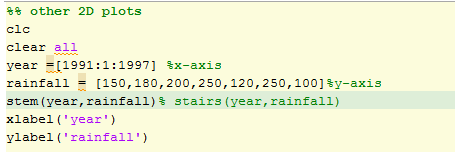 %% other 2D plots
clc
clear all
year =[1991:1:1997] %x-axis
rainfall = [150,180,200,250,120,250,100]%y-axis
stem(year,rainfall)% stairs(year,rainfall)
xlabel('year')
ylabel('rainfall')